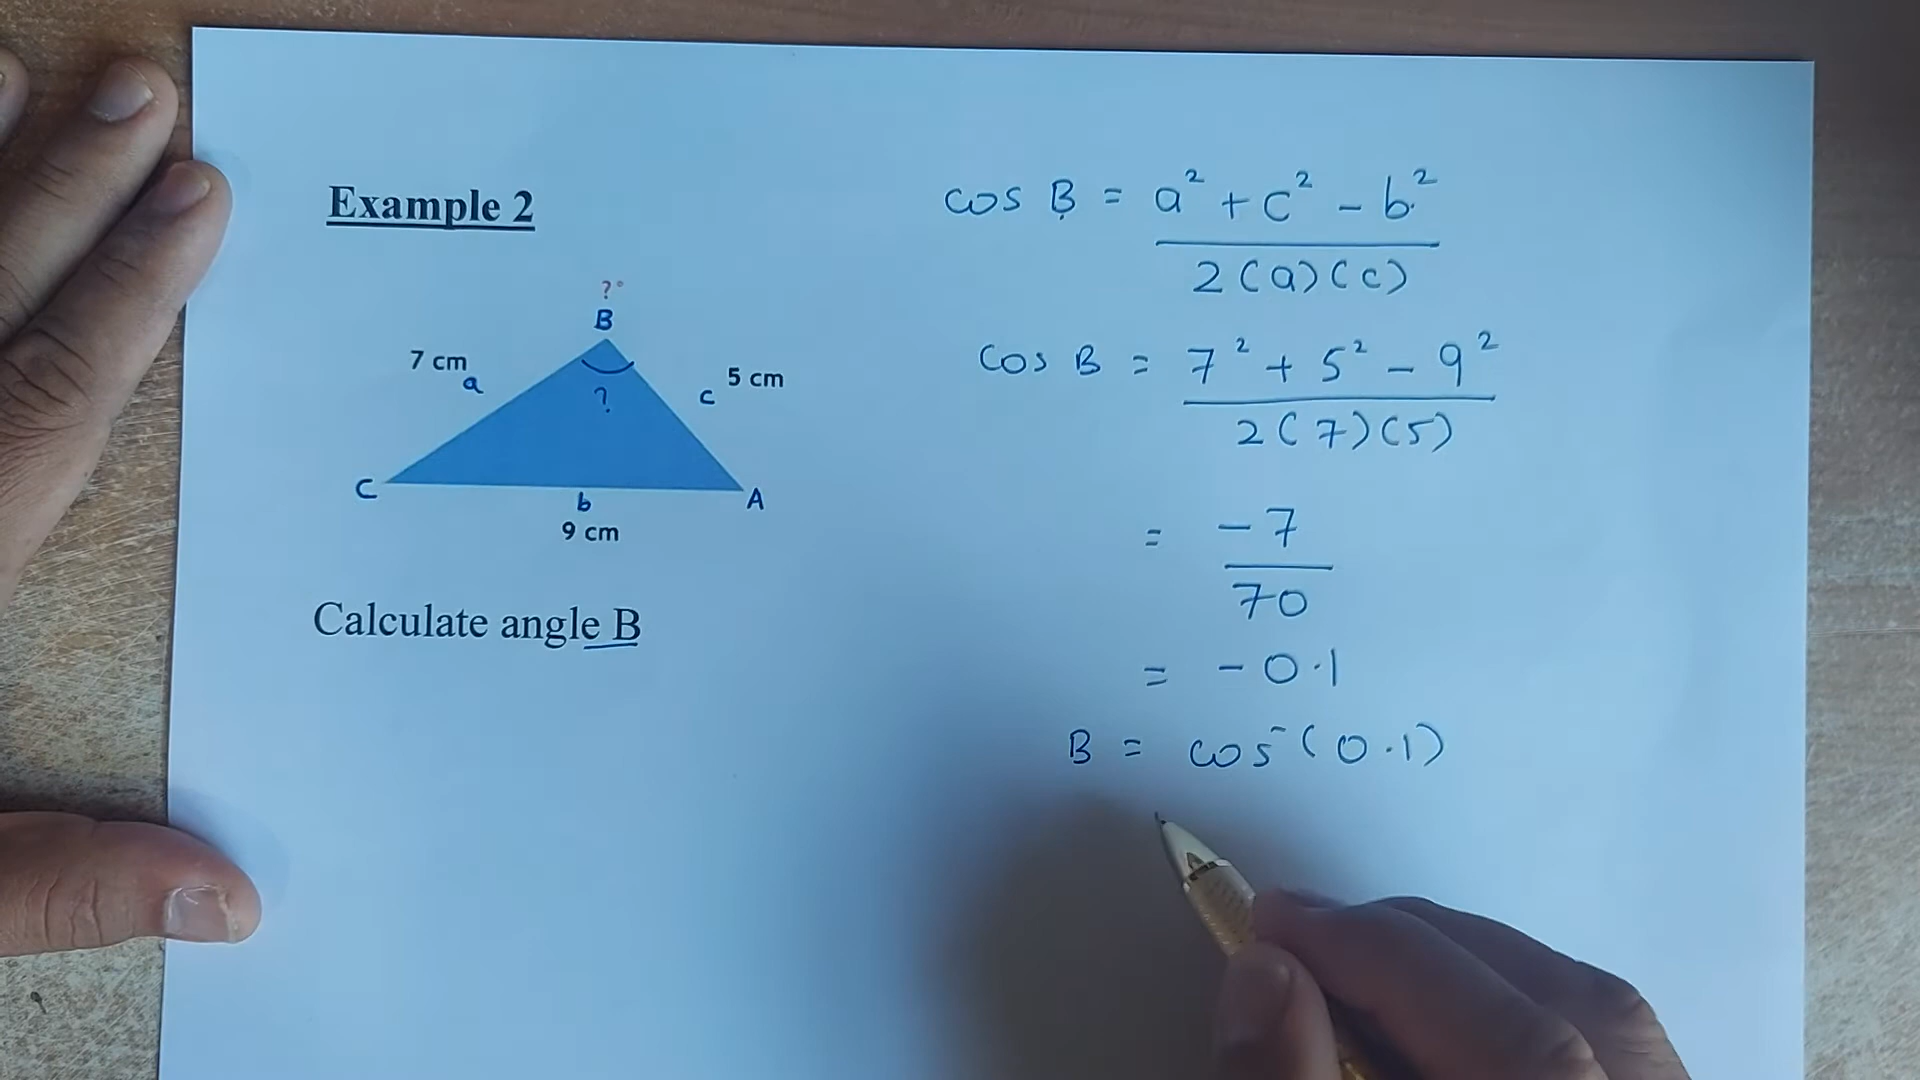 Example 2
?°
B
7 cm
a
5 cm
c
?
C
b
A
9 cm
Calculate angle B
cos B = a² + c² - b²
2(a)(c)
cos B = 7² + 5² - 9²
2(7)(5)
= -7
70
= -0.1
B = cos⁻(0.1)